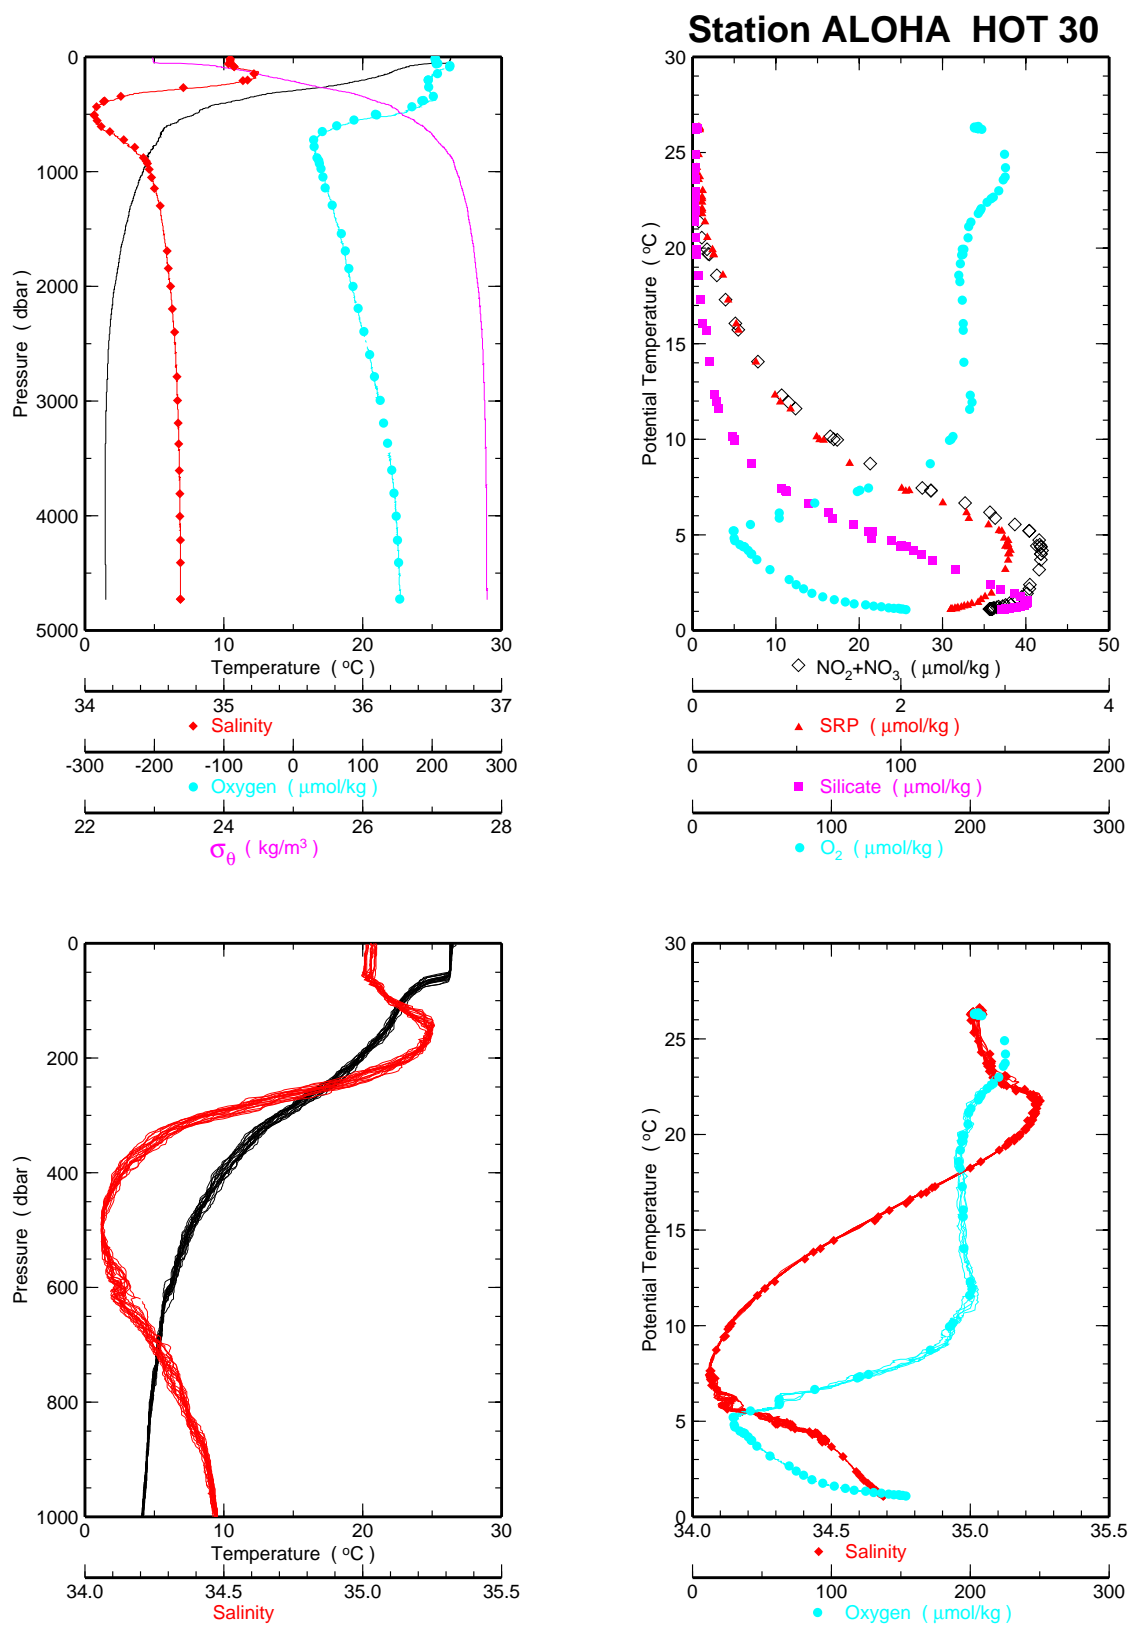 Station ALOHA HOT 30
0
1000
2000
3000
4000
5000
Pressure ( dbar)
0 10 20 30
Temperature ( °C )
34 35 36 37
Salinity
-300 -200 -100 0 100 200 300
Oxygen ( μmol/kg )
22 24 26 28
σθ ( kg/m³ )
30
25
20
15
10
5
0
Potential Temperature ( °C)
0 10 20 30 40 50
NO₂+NO₃ ( μmol/kg )
0 2 4
SRP ( μmol/kg )
0 100 200
Silicate ( μmol/kg )
0 100 200 300
O₂ ( μmol/kg )
0
200
400
600
800
1000
Pressure ( dbar)
0 10 20 30
Temperature ( °C )
34.0 34.5 35.0 35.5
Salinity
30
25
20
15
10
5
0
Potential Temperature ( °C)
34.0 34.5 35.0 35.5
Salinity
0 100 200 300
Oxygen ( μmol/kg )